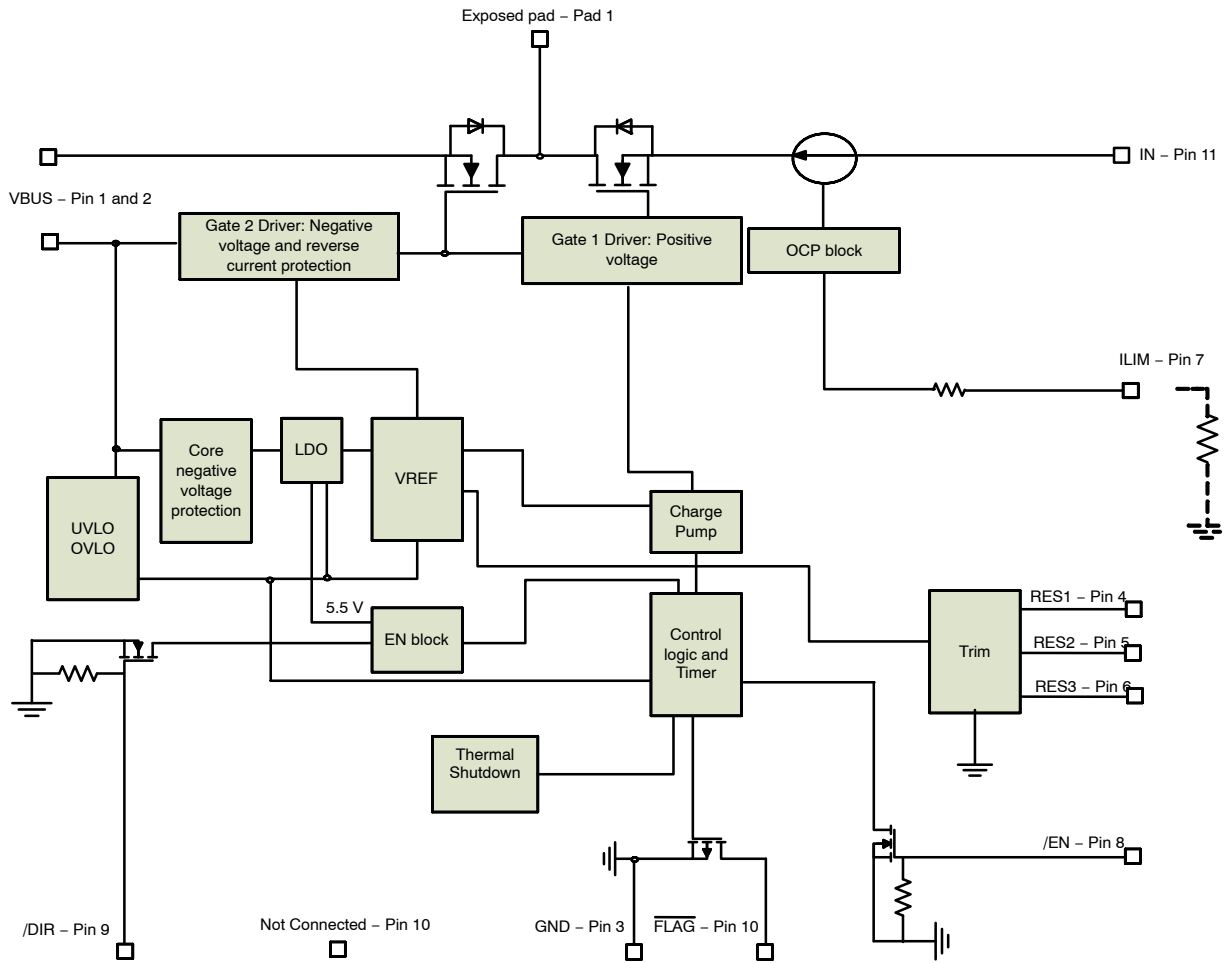 Exposed pad – Pad 1
IN – Pin 11
VBUS – Pin 1 and 2
Gate 2 Driver: Negative
voltage and reverse
current protection
Gate 1 Driver: Positive
voltage
OCP block
ILIM – Pin 7
Core
negative
voltage
protection
LDO
VREF
UVLO
OVLO
Charge
Pump
5.5 V
EN block
Control
logic and
Timer
Trim
RES1 – Pin 4
RES2 – Pin 5
RES3 – Pin 6
Thermal
Shutdown
/EN – Pin 8
/DIR – Pin 9
Not Connected – Pin 10
GND – Pin 3
FLAG – Pin 10